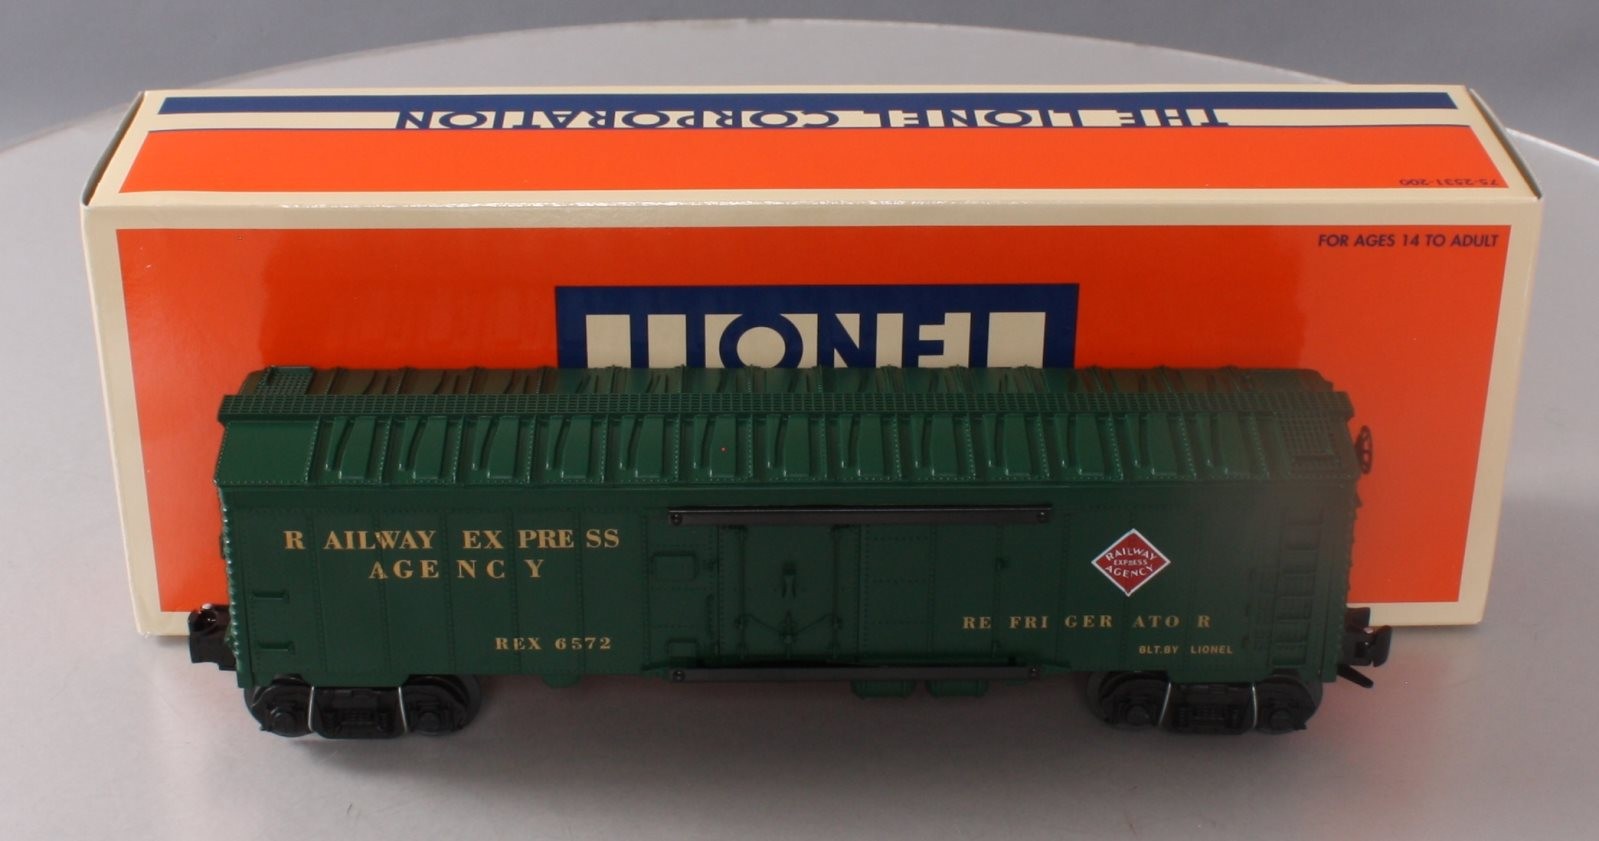 THE LIONEL CORPORATION
75-2531-200
FOR AGES 14 TO ADULT
LIONEL
RAILWAY EXPRESS
AGENCY
REX 6572
RAILWAY
EXPRESS
AGENCY
REFRIGERATOR
BLT.BY LIONEL